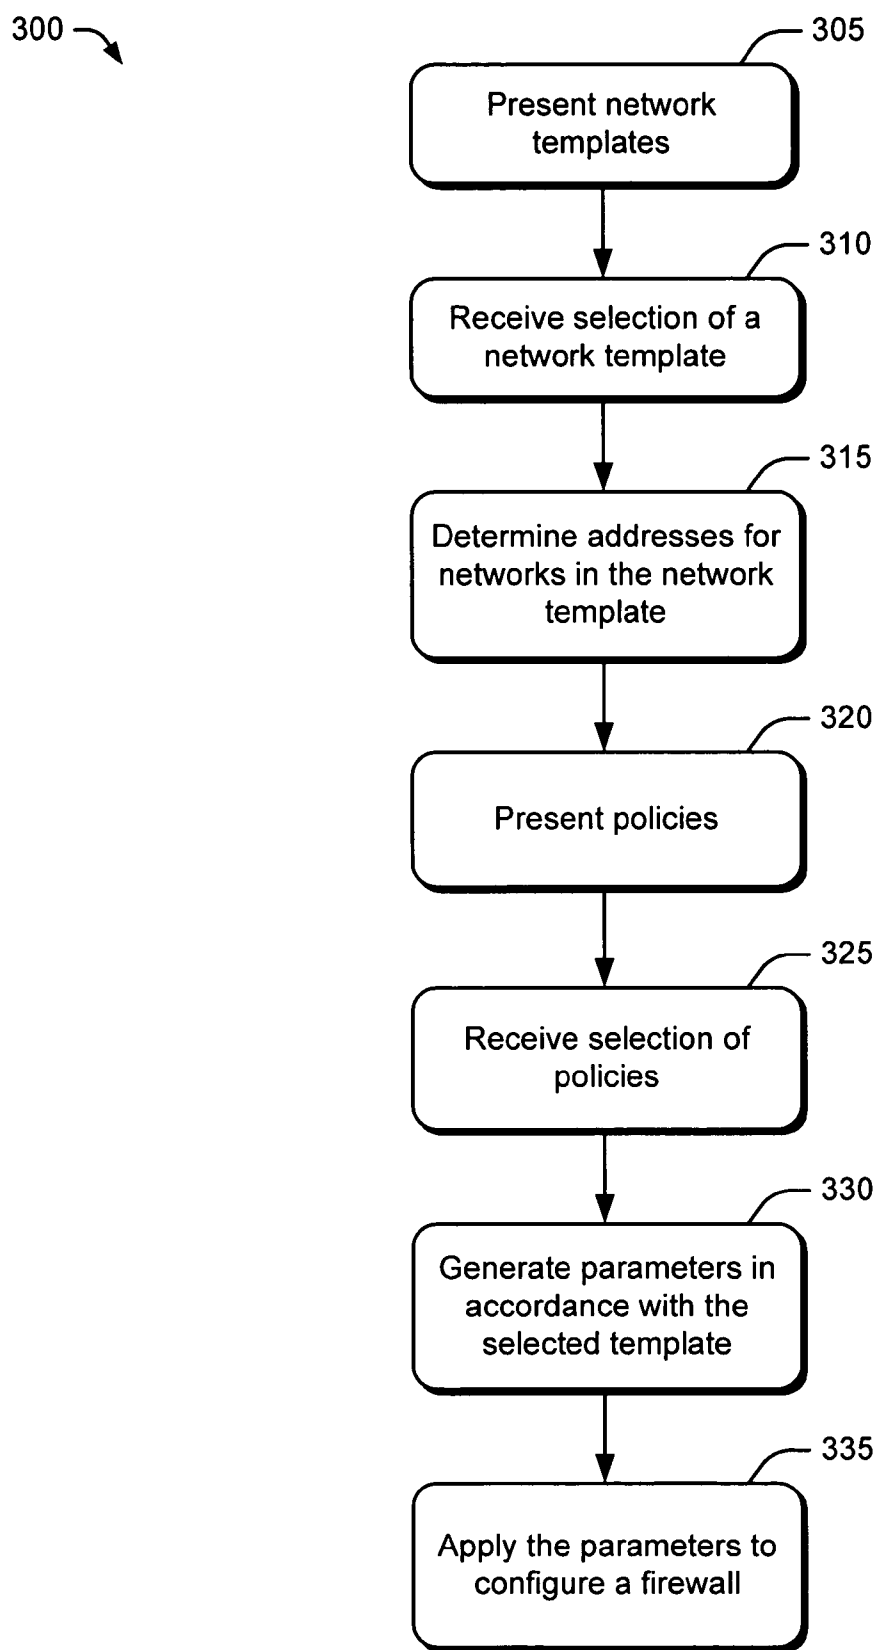 300
305
Present network
templates
310
Receive selection of a
network template
315
Determine addresses for
networks in the network
template
320
Present policies
325
Receive selection of
policies
330
Generate parameters in
accordance with the
selected template
335
Apply the parameters to
configure a firewall